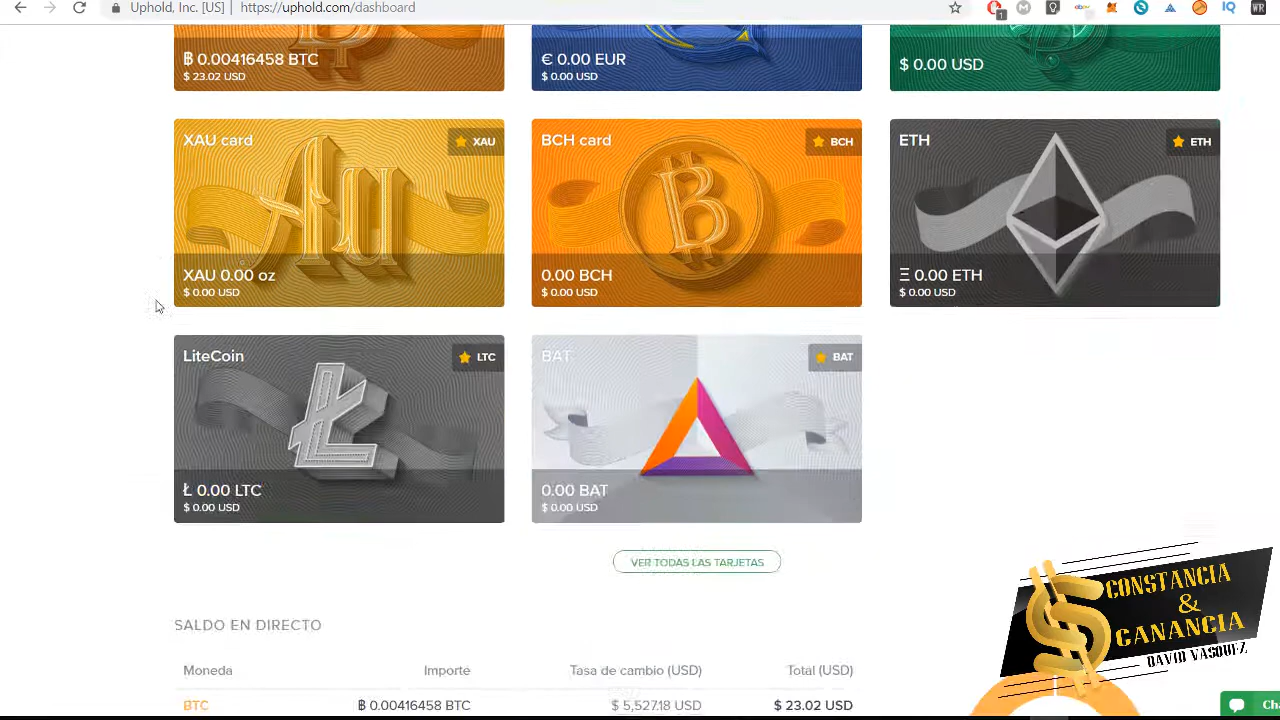 Uphold, Inc. [US] | https://uphold.com/dashboard
1
IQ
WR
₿ 0.00416458 BTC
$ 23.02 USD
€ 0.00 EUR
$ 0.00 USD
$ 0.00 USD
XAU card
XAU
Au
XAU 0.00 oz
$ 0.00 USD
BCH card
BCH
0.00 BCH
$ 0.00 USD
ETH
ETH
Ξ 0.00 ETH
$ 0.00 USD
LiteCoin
LTC
Ł 0.00 LTC
$ 0.00 USD
BAT
BAT
0.00 BAT
$ 0.00 USD
VER TODAS LAS TARJETAS
SALDO EN DIRECTO
Moneda Importe Tasa de cambio (USD) Total (USD)
BTC ₿ 0.00416458 BTC $ 5,527.18 USD $ 23.02 USD
CONSTANCIA
&
GANANCIA
DAVID VASQUEZ